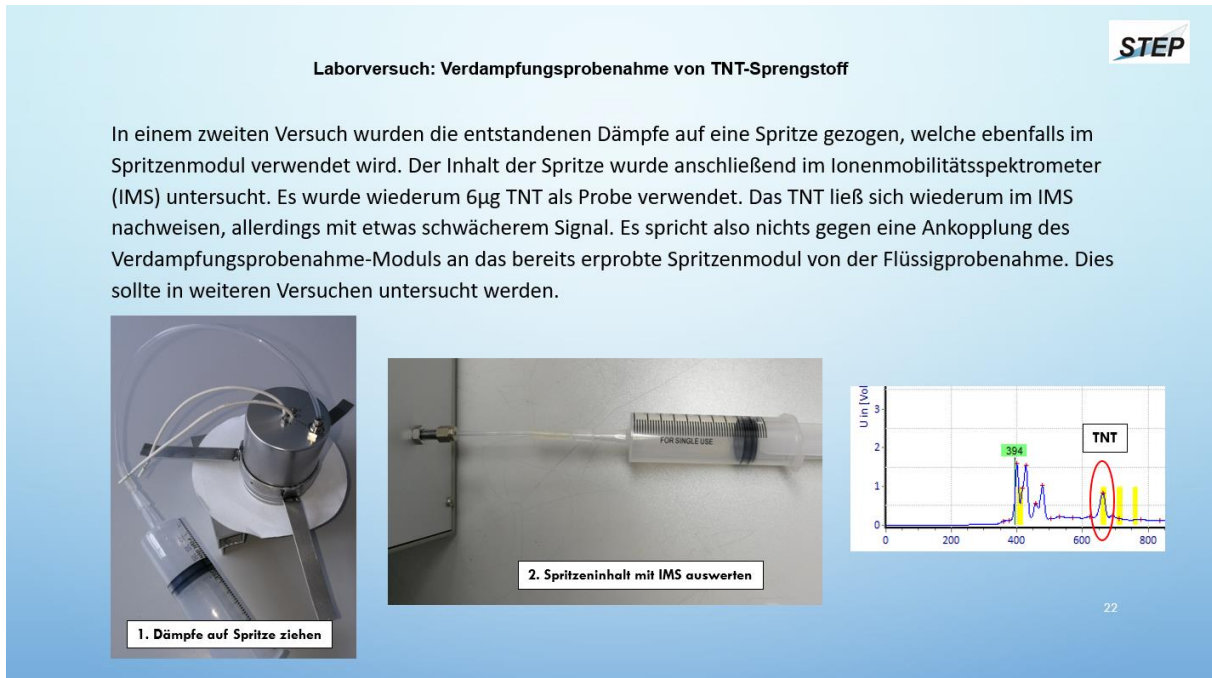 STEP
Laborversuch: Verdampfungsprobenahme von TNT-Sprengstoff
In einem zweiten Versuch wurden die entstandenen Dämpfe auf eine Spritze gezogen, welche ebenfalls im
Spritzenmodul verwendet wird. Der Inhalt der Spritze wurde anschließend im Ionenmobilitätsspektrometer
(IMS) untersucht. Es wurde wiederum 6µg TNT als Probe verwendet. Das TNT ließ sich wiederum im IMS
nachweisen, allerdings mit etwas schwächerem Signal. Es spricht also nichts gegen eine Ankopplung des
Verdampfungsprobenahme-Moduls an das bereits erprobte Spritzenmodul von der Flüssigprobenahme. Dies
sollte in weiteren Versuchen untersucht werden.
1. Dämpfe auf Spritze ziehen
FOR SINGLE USE
2. Spritzeninhalt mit IMS auswerten
U in [Vol
3
2
1
0
394
TNT
0 200 400 600 800
22